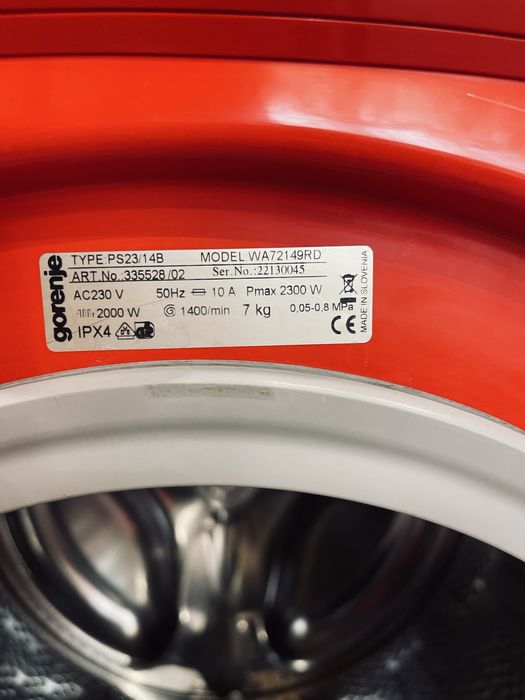 gorenje
TYPE PS23/14B MODEL WA72149RD
ART.No.:335528/02 Ser.No.:22130045
AC230 V 50Hz 10 A Pmax 2300 W
2000 W 1400/min 7 kg 0,05-0,8 MPa
IPX4 CE
MADE IN SLOVENIA